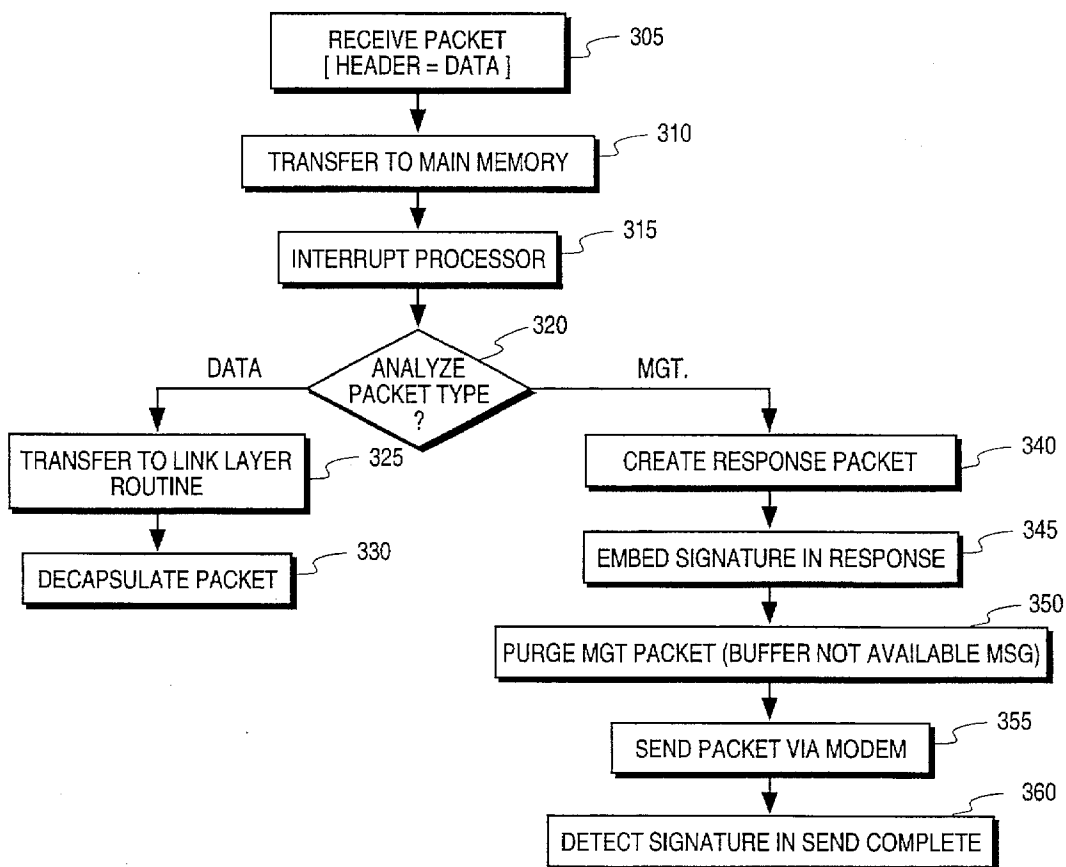 RECEIVE PACKET
[ HEADER = DATA ]
305
TRANSFER TO MAIN MEMORY
310
INTERRUPT PROCESSOR
315
ANALYZE
PACKET TYPE
?
320
DATA
MGT.
TRANSFER TO LINK LAYER
ROUTINE
325
DECAPSULATE PACKET
330
CREATE RESPONSE PACKET
340
EMBED SIGNATURE IN RESPONSE
345
PURGE MGT PACKET (BUFFER NOT AVAILABLE MSG)
350
SEND PACKET VIA MODEM
355
DETECT SIGNATURE IN SEND COMPLETE
360